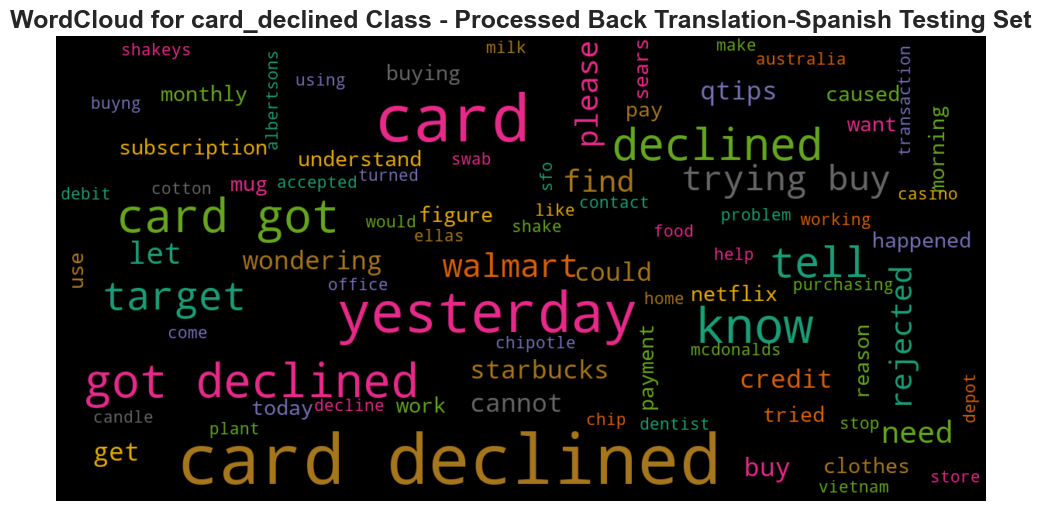 WordCloud for card_declined Class - Processed Back Translation-Spanish Testing Set
shakeys
milk
make
australia
albertsons
using
buying
please
sears
qtips
caused
transaction
buyng
monthly
card
pay
want
morning
subscription
understand
swab
declined
debit
cotton
mug
accepted
turned
sfo
find
trying buy
casino
card got
would
figure
like
contact
problem
working
ellas
shake
food
happened
let
use
wondering
walmart
could
help
tell
target
office
yesterday
home
netflix
purchasing
rejected
come
chipotle
know
mcdonalds
got declined
starbucks
payment
credit
reason
depot
candle
today
decline
work
cannot
chip
dentist
tried
stop
plant
get
card declined
need
buy
clothes
vietnam
store